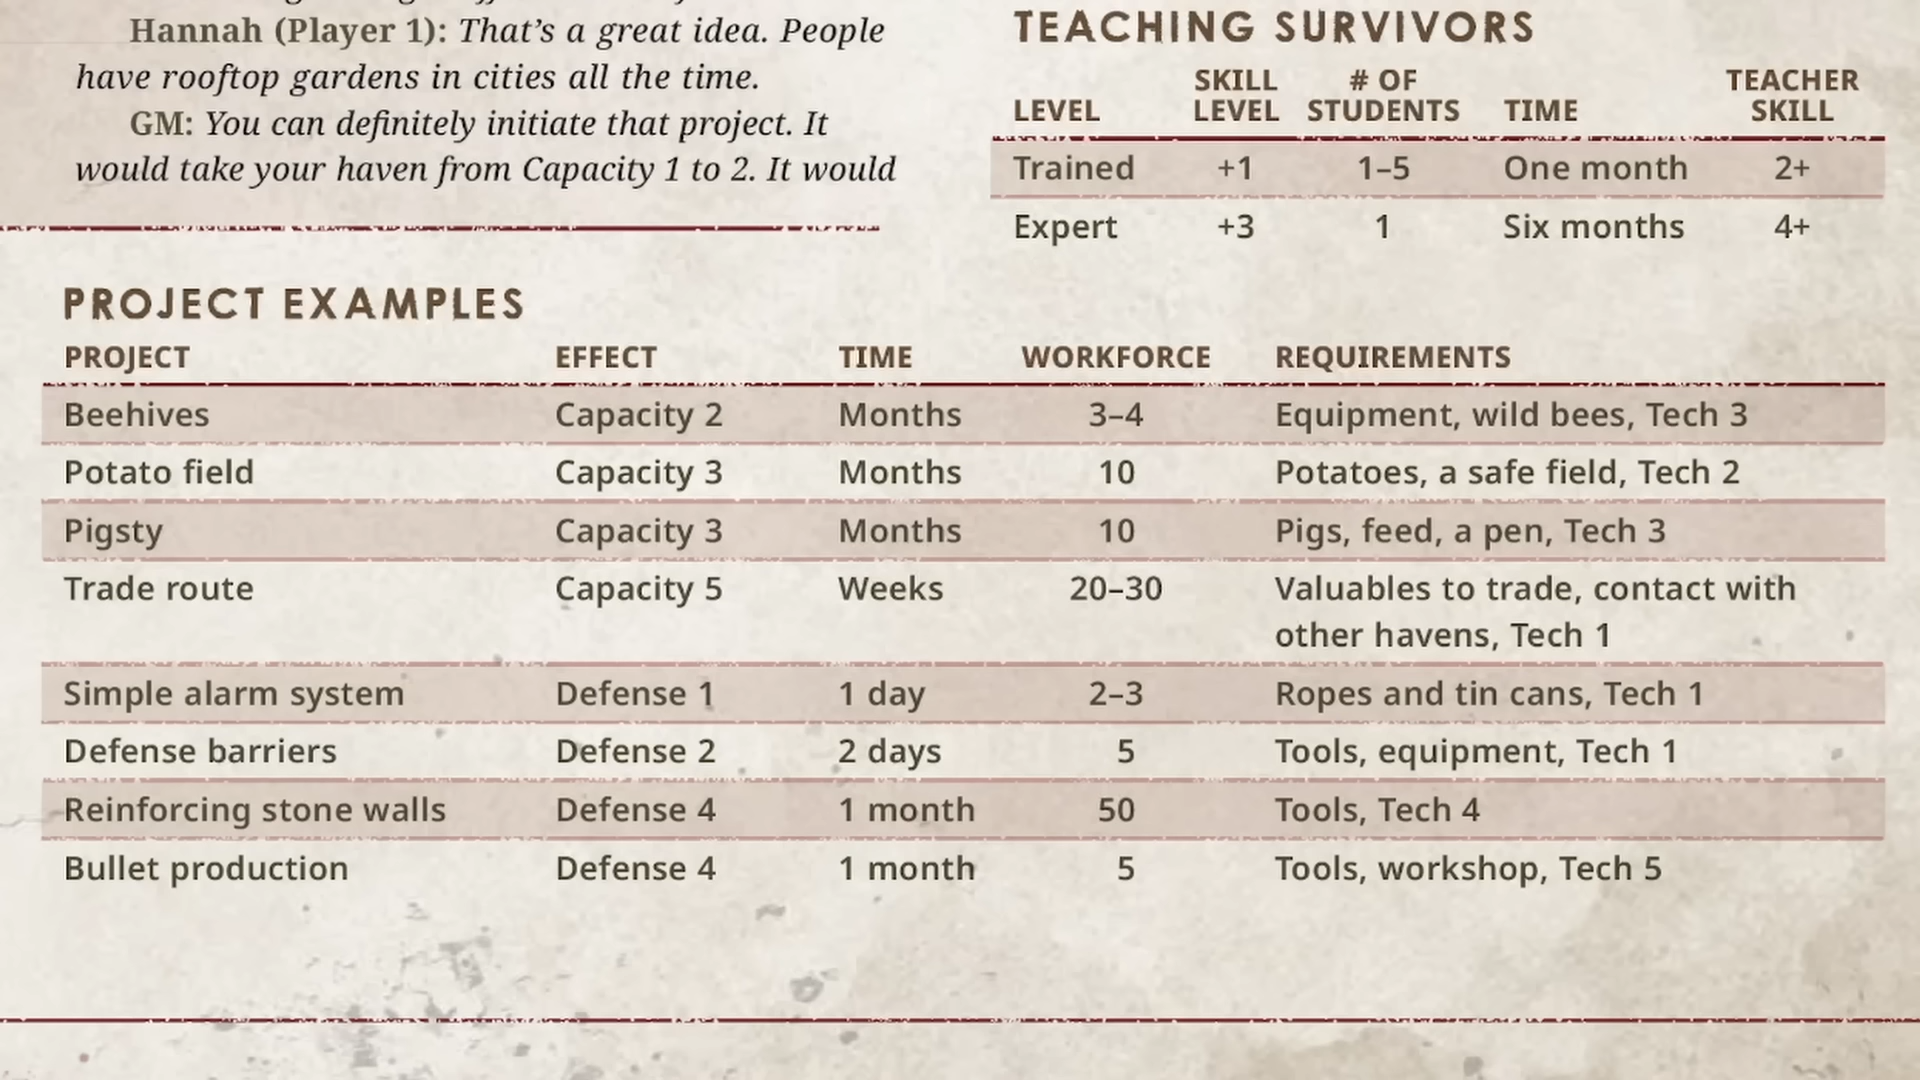 Hannah (Player 1): That's a great idea. People
have rooftop gardens in cities all the time.
GM: You can definitely initiate that project. It
would take your haven from Capacity 1 to 2. It would
TEACHING SURVIVORS
LEVEL SKILL LEVEL # OF STUDENTS TIME TEACHER SKILL
Trained +1 1–5 One month 2+
Expert +3 1 Six months 4+
PROJECT EXAMPLES
PROJECT EFFECT TIME WORKFORCE REQUIREMENTS
Beehives Capacity 2 Months 3–4 Equipment, wild bees, Tech 3
Potato field Capacity 3 Months 10 Potatoes, a safe field, Tech 2
Pigsty Capacity 3 Months 10 Pigs, feed, a pen, Tech 3
Trade route Capacity 5 Weeks 20–30 Valuables to trade, contact with
other havens, Tech 1
Simple alarm system Defense 1 1 day 2–3 Ropes and tin cans, Tech 1
Defense barriers Defense 2 2 days 5 Tools, equipment, Tech 1
Reinforcing stone walls Defense 4 1 month 50 Tools, Tech 4
Bullet production Defense 4 1 month 5 Tools, workshop, Tech 5